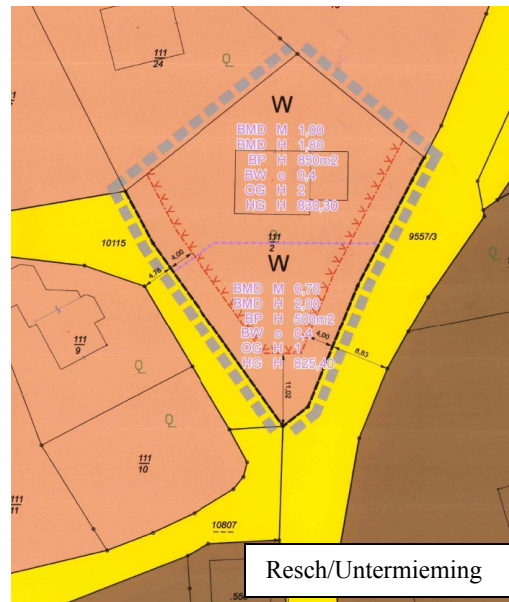 111
24
Q
W
BMD M 1,00
BMD H 1,80
BP H 850m2
BW o 0,4
OG H 2
HG H 830,30
10115
111
2
9557/3
4,76
4,00
W
BMD M 0,70
BMD H 2,00
BP H 500m2
BW o 0,4
OG H 1
HG H 825,40
Q
4,00
8,83
111
9
Q
11,02
Q
111
10
111
11
10807
Resch/Untermieming